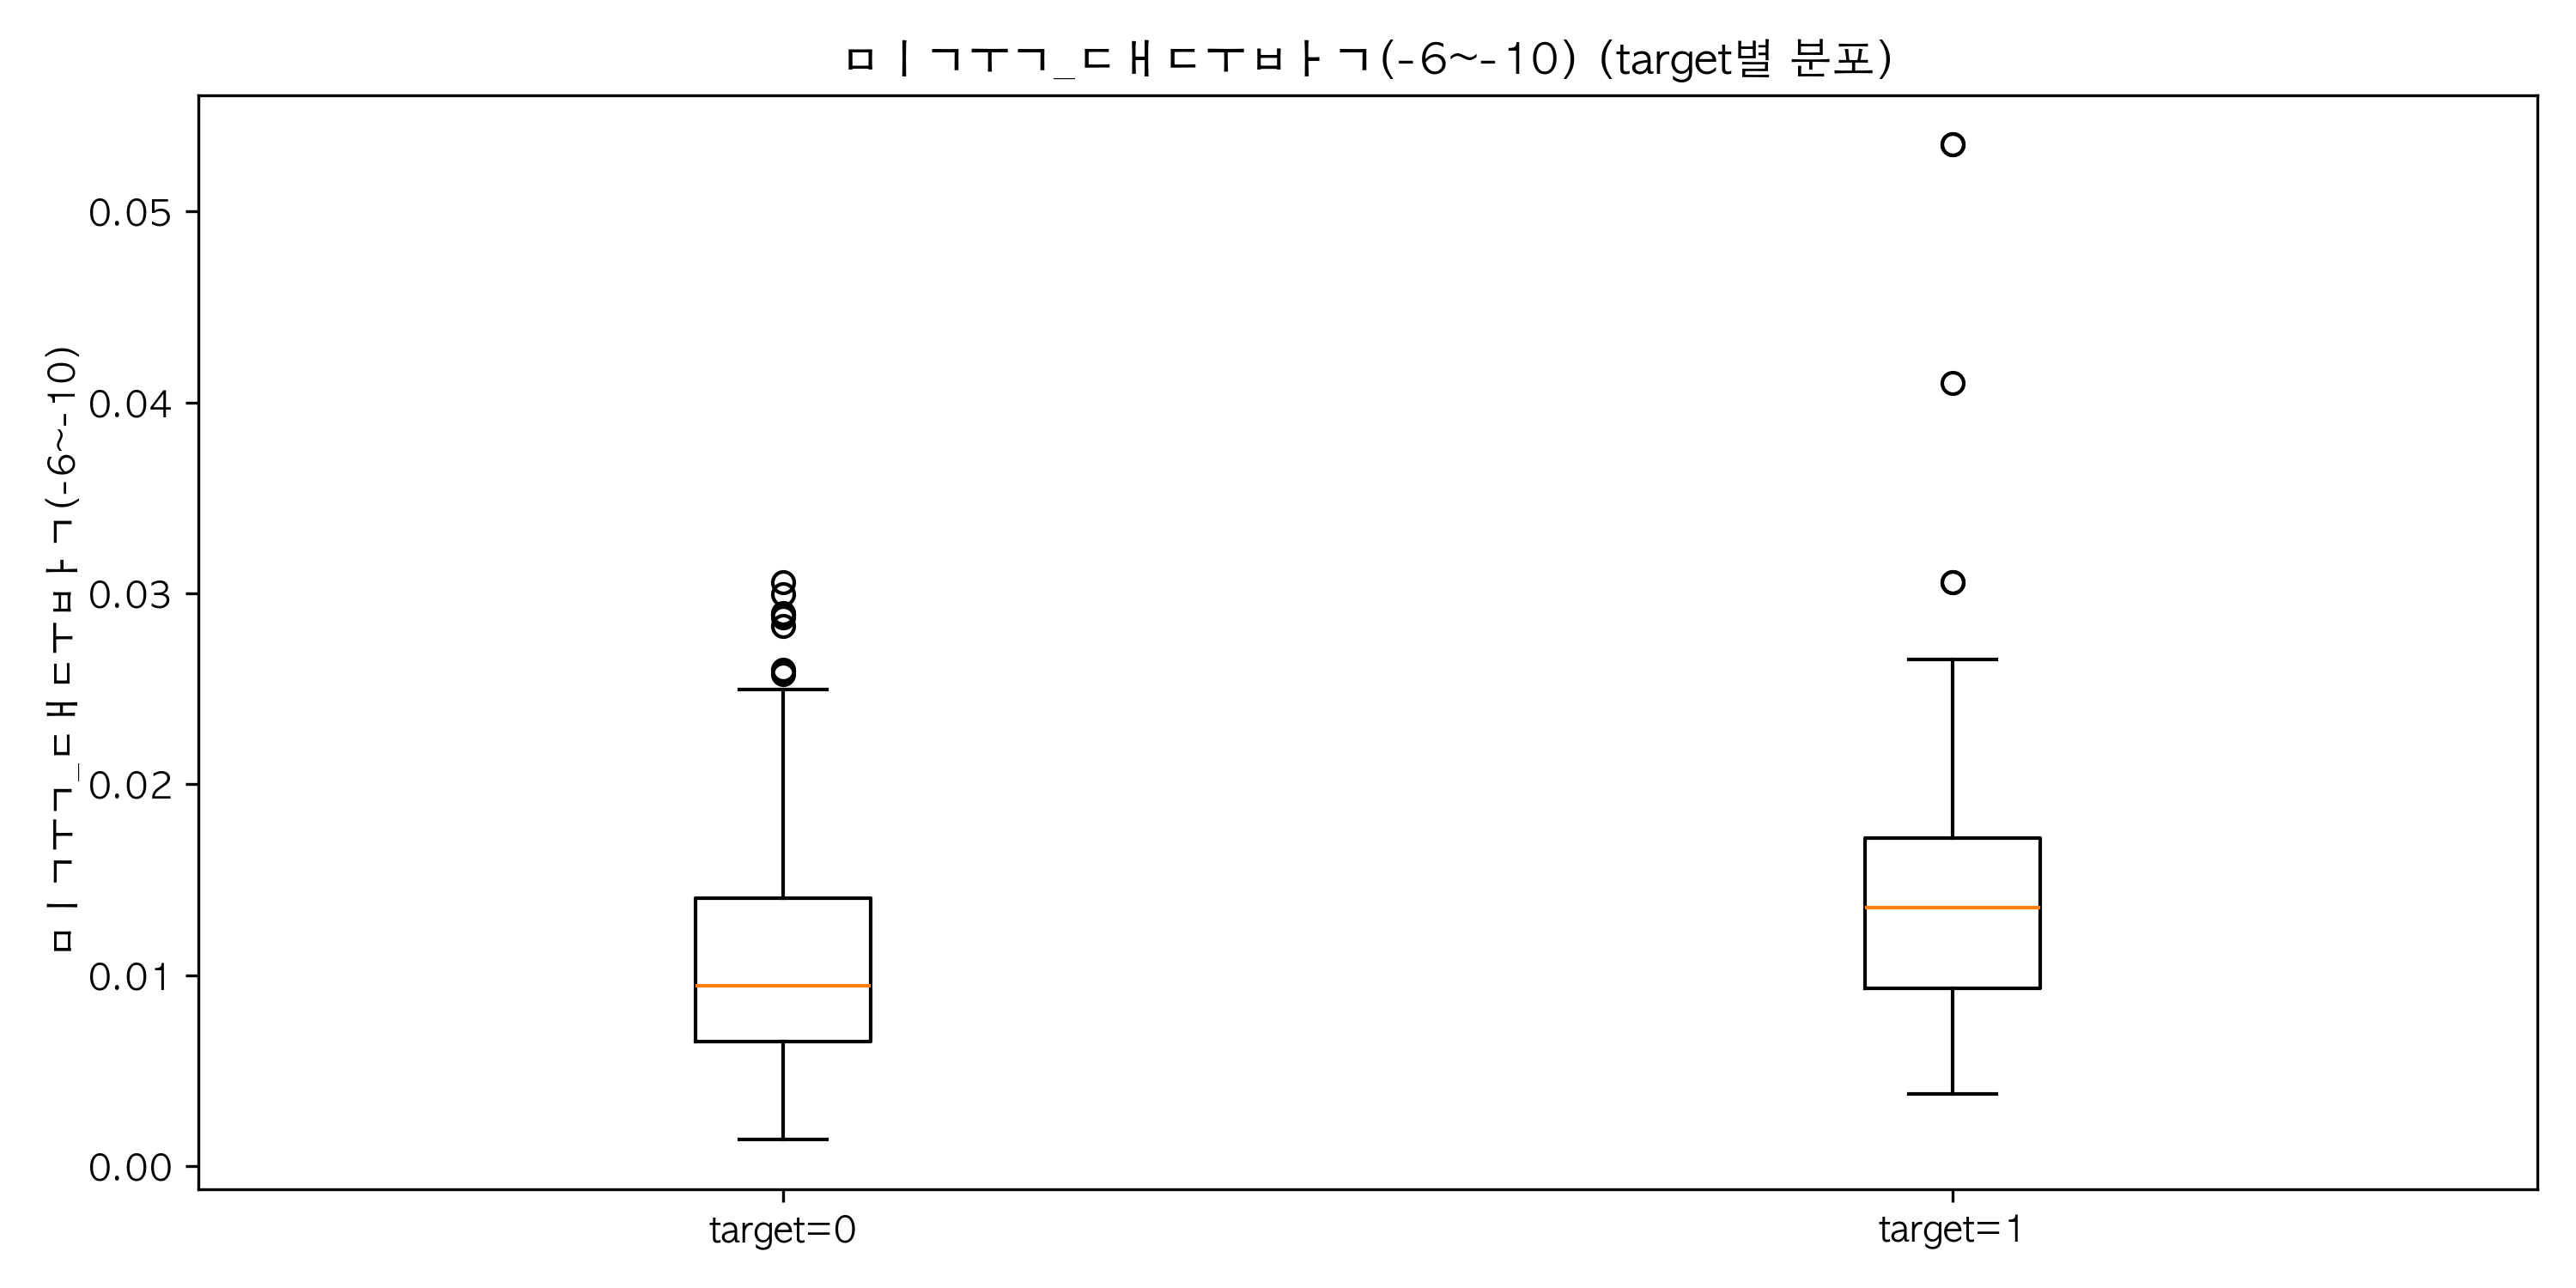 ㅁㅣㄱㅜㄱ_ㄷㅐㄷㅜㅂㅏㄱ(-6~-10) (target별 분포)
ㅁㅣㄱㅜㄱ_ㄷㅐㄷㅜㅂㅏㄱ(-6~-10)
0.05
0.04
0.03
0.02
0.01
0.00
target=0
target=1